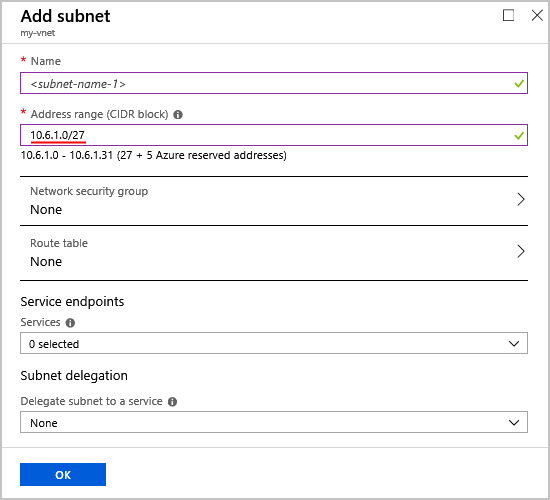 Add subnet
my-vnet
* Name
<subnet-name-1>
* Address range (CIDR block)
10.6.1.0/27
10.6.1.0 - 10.6.1.31 (27 + 5 Azure reserved addresses)
Network security group
None
Route table
None
Service endpoints
Services
0 selected
Subnet delegation
Delegate subnet to a service
None
OK